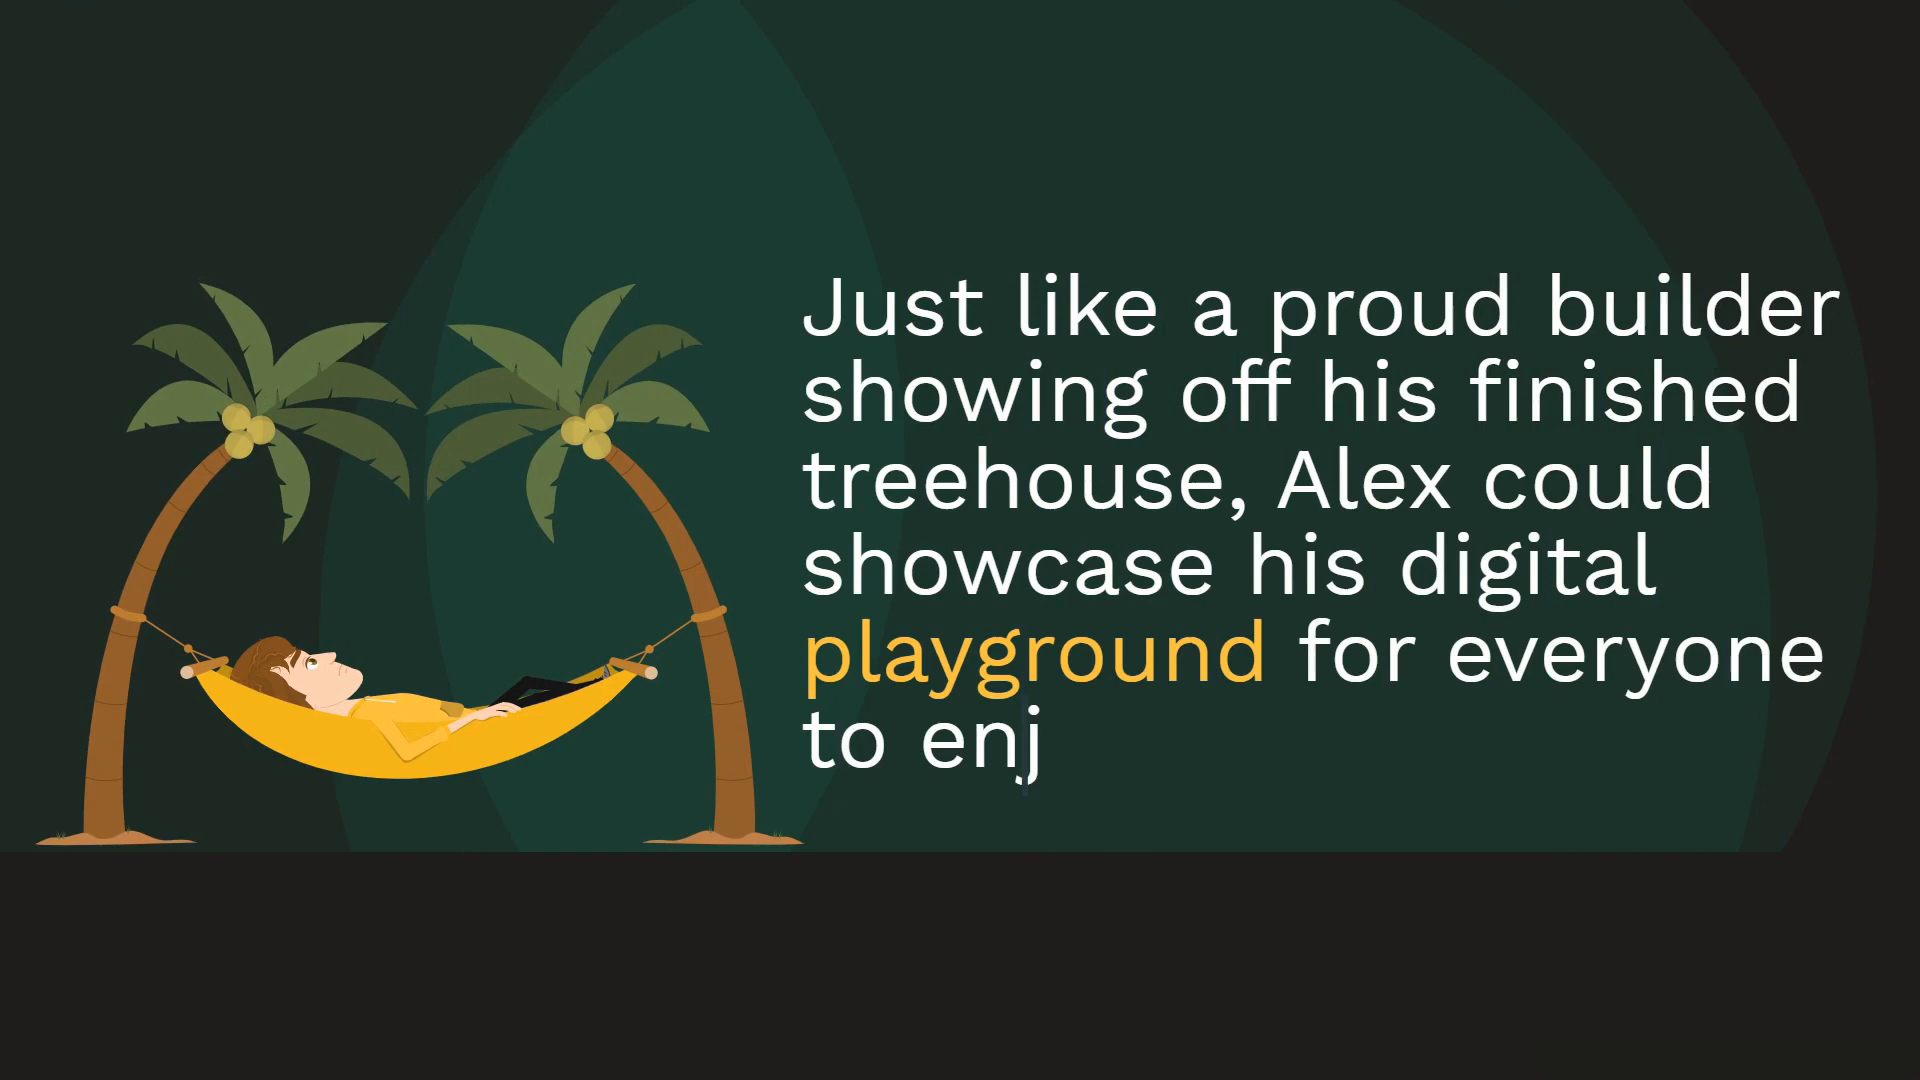 Just like a proud builder
showing off his finished
treehouse, Alex could
showcase his digital
playground for everyone
to enj